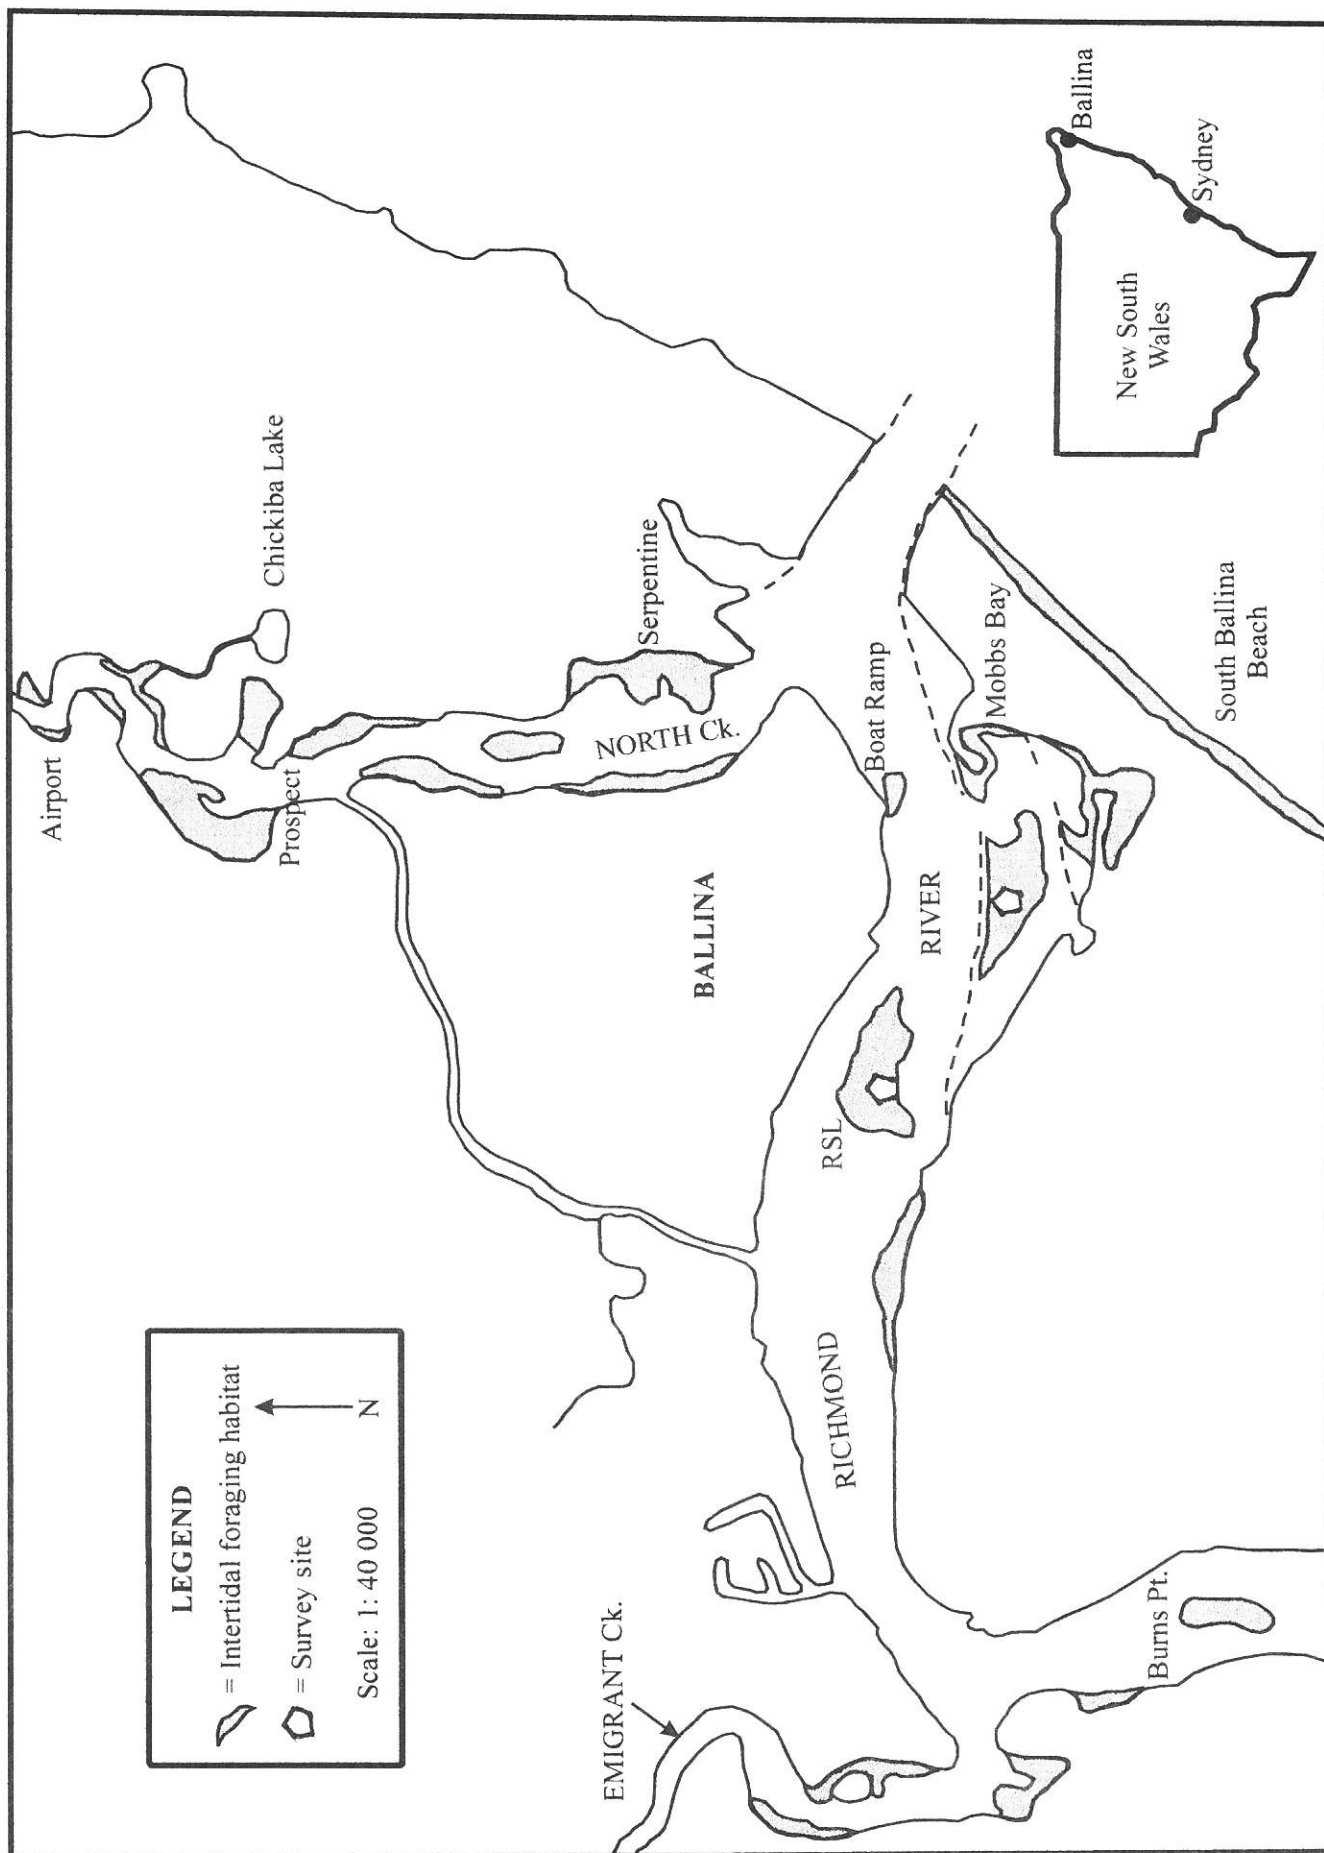 LEGEND
= Intertidal foraging habitat
= Survey site
Scale: 1: 40 000
N
Airport
Chickiba Lake
Prospect
Serpentine
NORTH Ck.
BALLINA
Boat Ramp
EMIGRANT Ck.
RICHMOND
RIVER
RSL
Mobbs Bay
Burns Pt.
South Ballina
Beach
New South
Wales
Ballina
Sydney